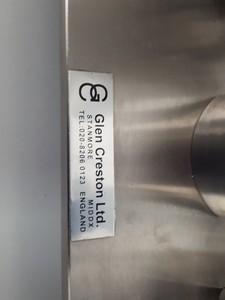 GC
Glen Creston Ltd.
STANMORE MIDDX
TEL:020-8206 0123 ENGLAND